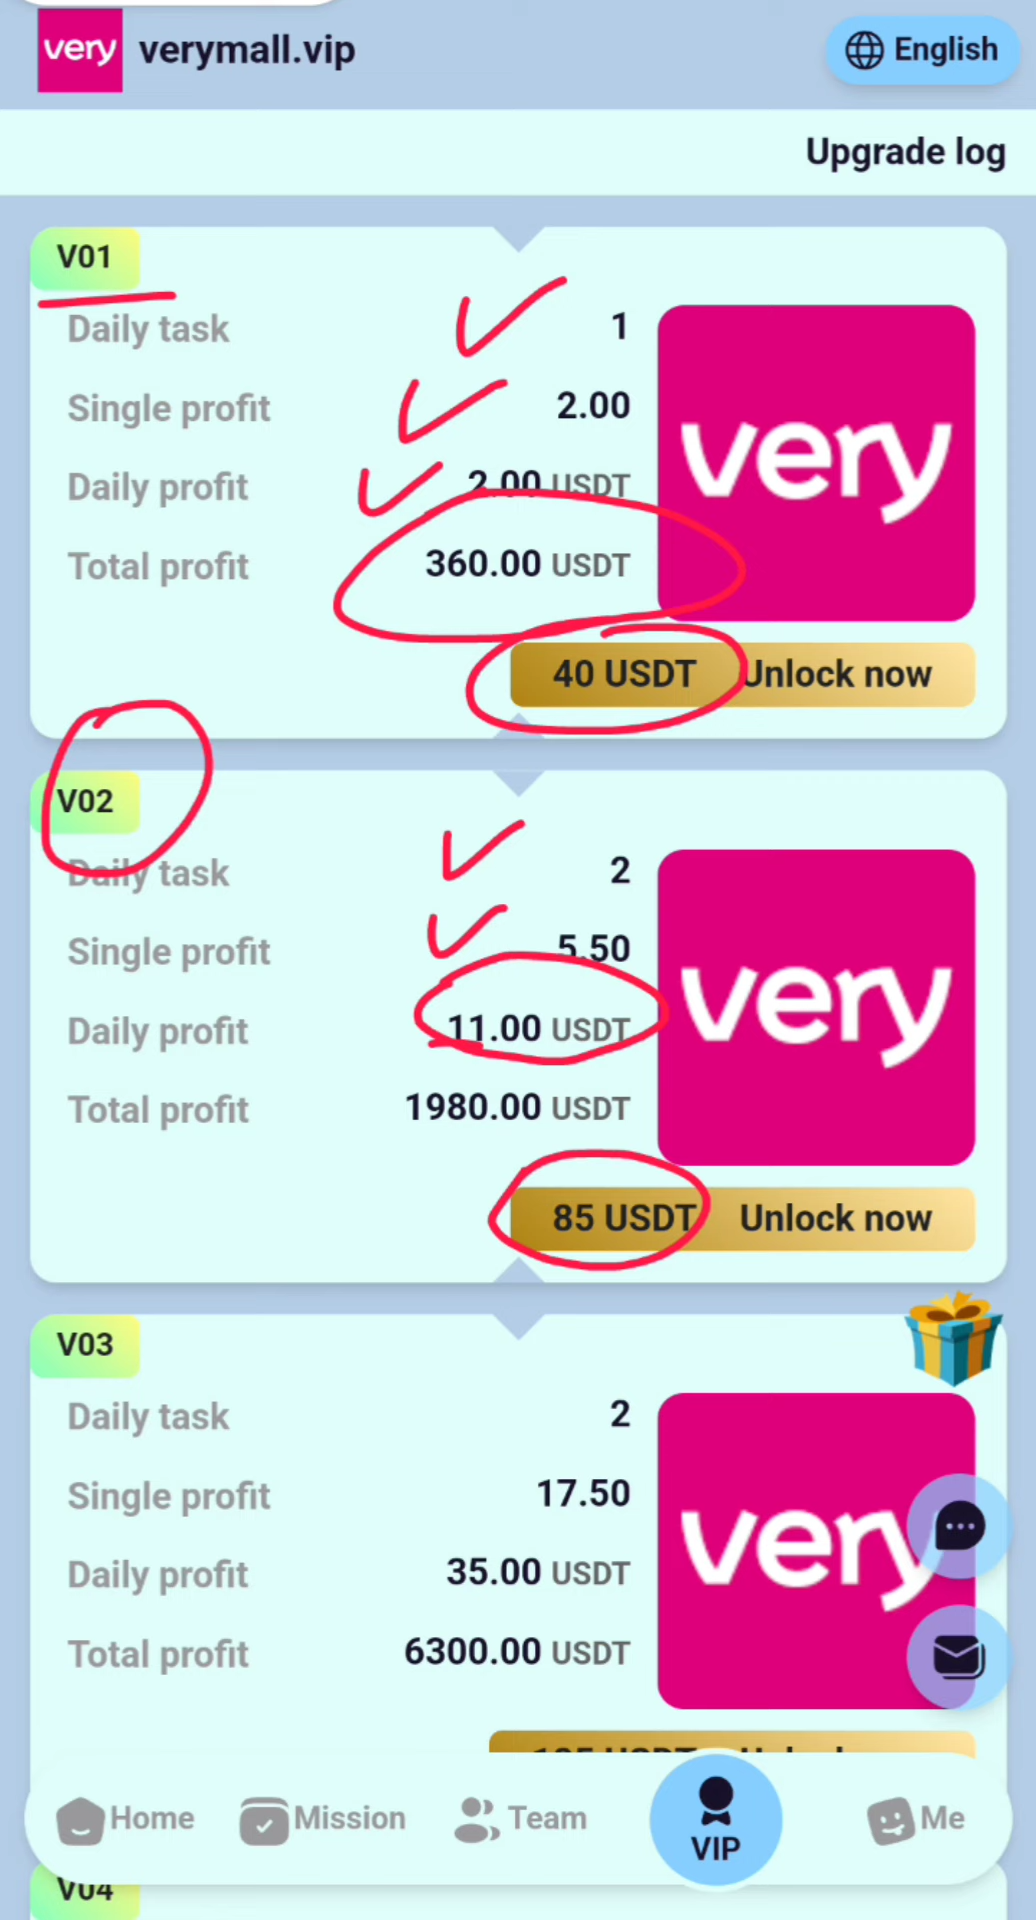 very verymall.vip English
Upgrade log
V01
Daily task 1
Single profit 2.00
Daily profit 2.00 USDT
Total profit 360.00 USDT
very
40 USDT Unlock now
V02
Daily task 2
Single profit 5.50
Daily profit 11.00 USDT
Total profit 1980.00 USDT
very
85 USDT Unlock now
V03
Daily task 2
Single profit 17.50
Daily profit 35.00 USDT
Total profit 6300.00 USDT
very
Home Mission Team VIP Me
V04